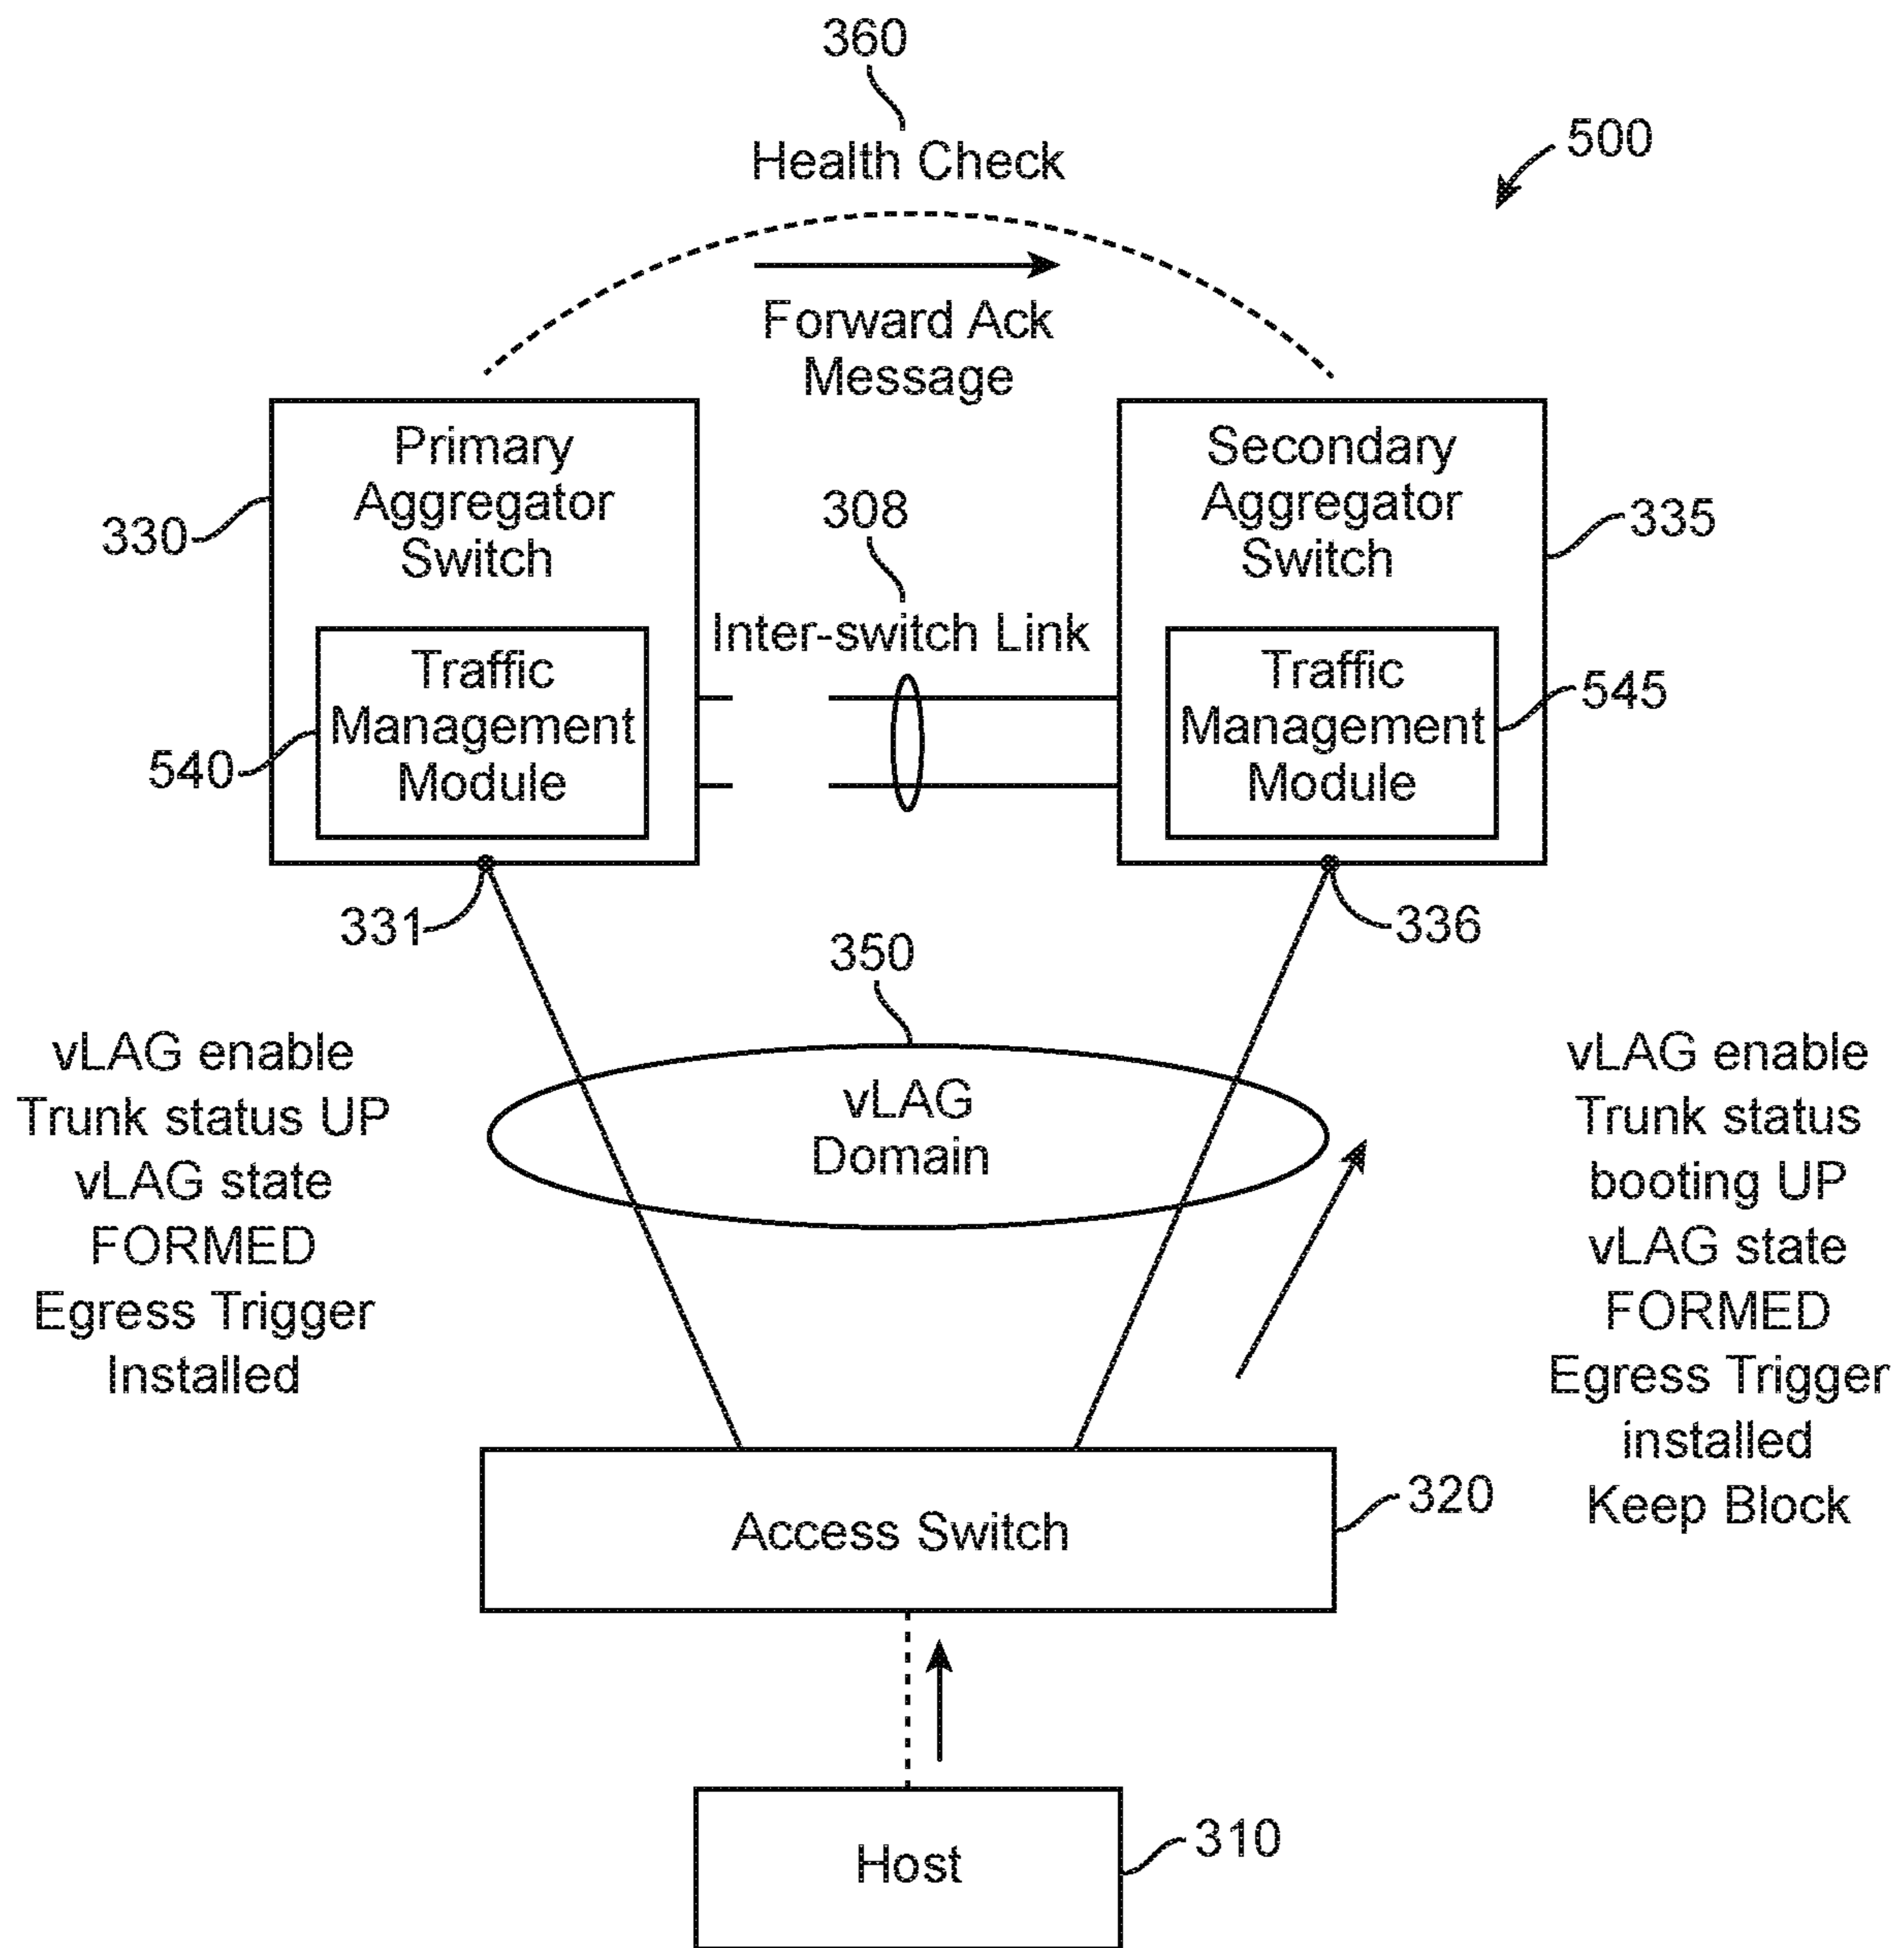 360
Health Check
500
Forward Ack
Message
Primary
Aggregator
Switch
330
308
Inter-switch Link
Secondary
Aggregator
Switch
335
Traffic
Management
Module
540
Traffic
Management
Module
545
331
336
350
vLAG
Domain
vLAG enable
Trunk status UP
vLAG state
FORMED
Egress Trigger
Installed
vLAG enable
Trunk status
booting UP
vLAG state
FORMED
Egress Trigger
installed
Keep Block
Access Switch
320
Host
310